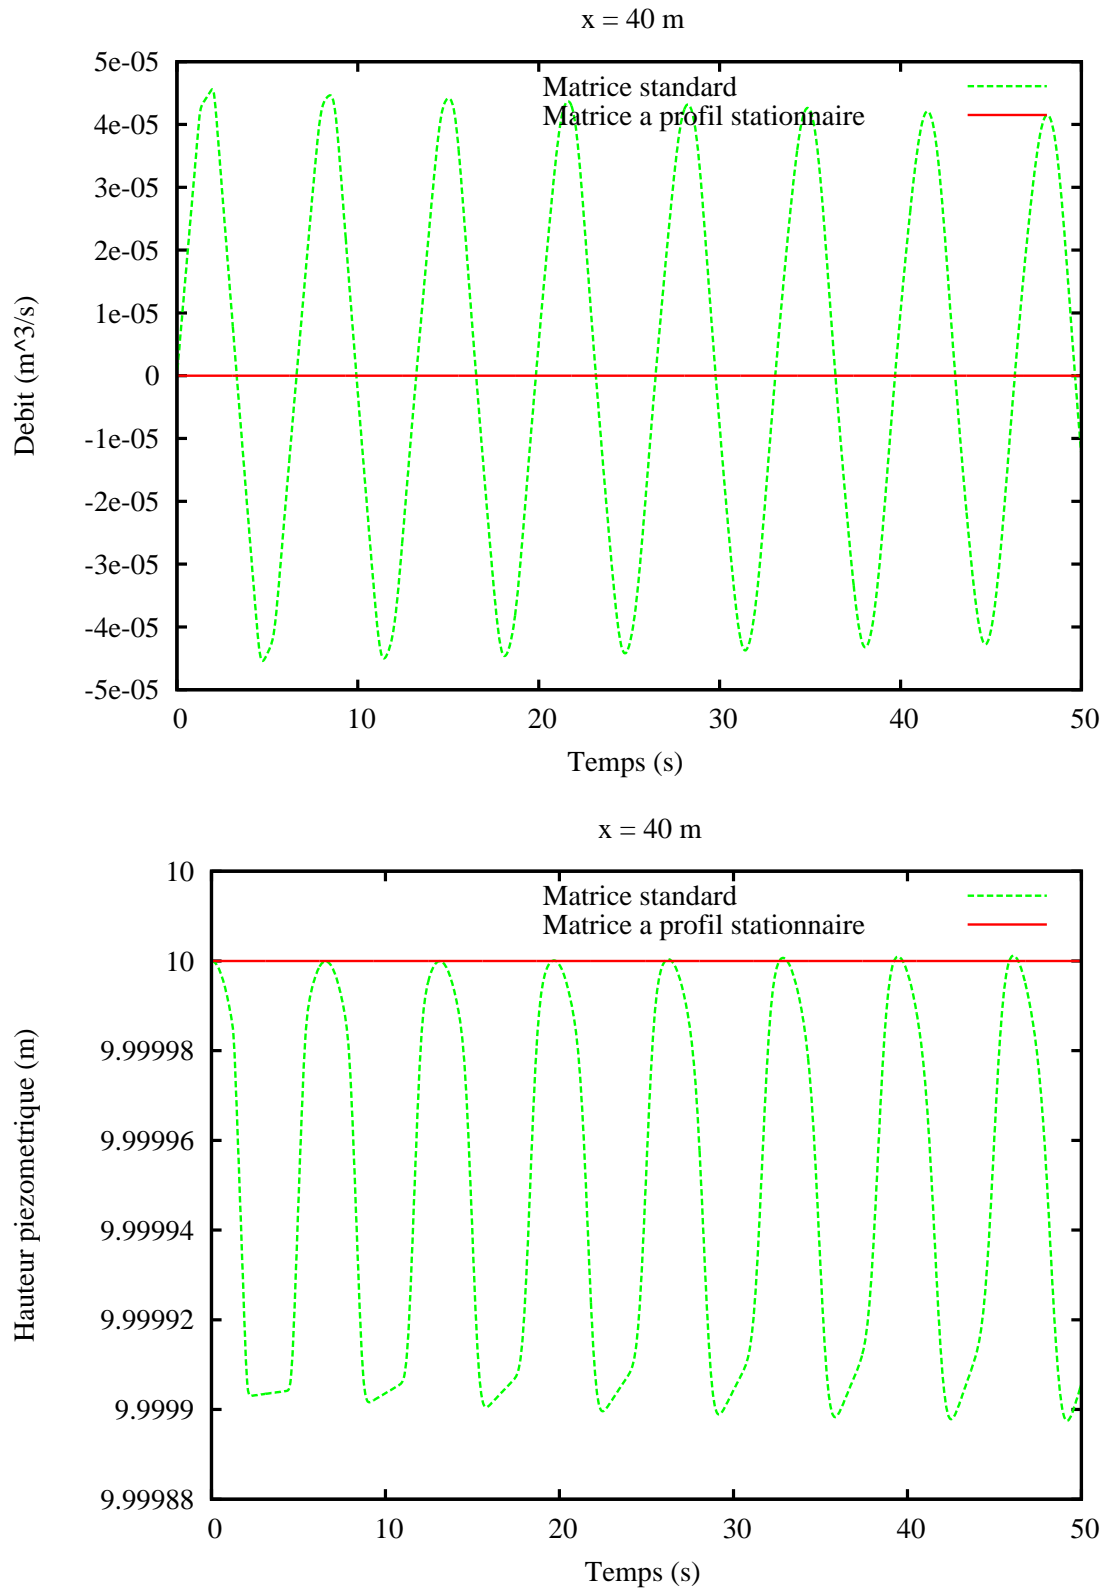 x = 40 m
5e-05
4e-05
3e-05
2e-05
1e-05
0
-1e-05
-2e-05
-3e-05
-4e-05
-5e-05
Debit (m^3/s)
Matrice standard
Matrice a profil stationnaire
0 10 20 30 40 50
Temps (s)
x = 40 m
10
10
9.99998
9.99996
9.99994
9.99992
9.9999
9.99988
Hauteur piezometrique (m)
Matrice standard
Matrice a profil stationnaire
0 10 20 30 40 50
Temps (s)